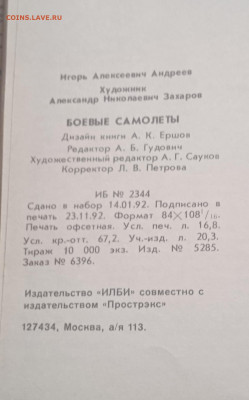 COINS.LAVE.RU
Игорь Алексеевич Андреев
Художник
Александр Николаевич Захаров
БОЕВЫЕ САМОЛЕТЫ
Дизайн книги А. К. Ершов
Редактор А. Б. Гудович
Художественный редактор А. Г. Сауков
Корректор Л. В. Петрова
ИБ № 2344
Сдано в набор 14.01.92. Подписано в
печать 23.11.92. Формат 84×108¹/₁₆.
Печать офсетная. Усл. печ. л. 16,8.
Усл. кр.-отт. 67,2. Уч.-изд. л. 20,3.
Тираж 10 000 экз. Изд. № 5285.
Заказ № 6396.
Издательство «ИЛБИ» совместно с
издательством «Прострэкс».
127434, Москва, а/я 113.